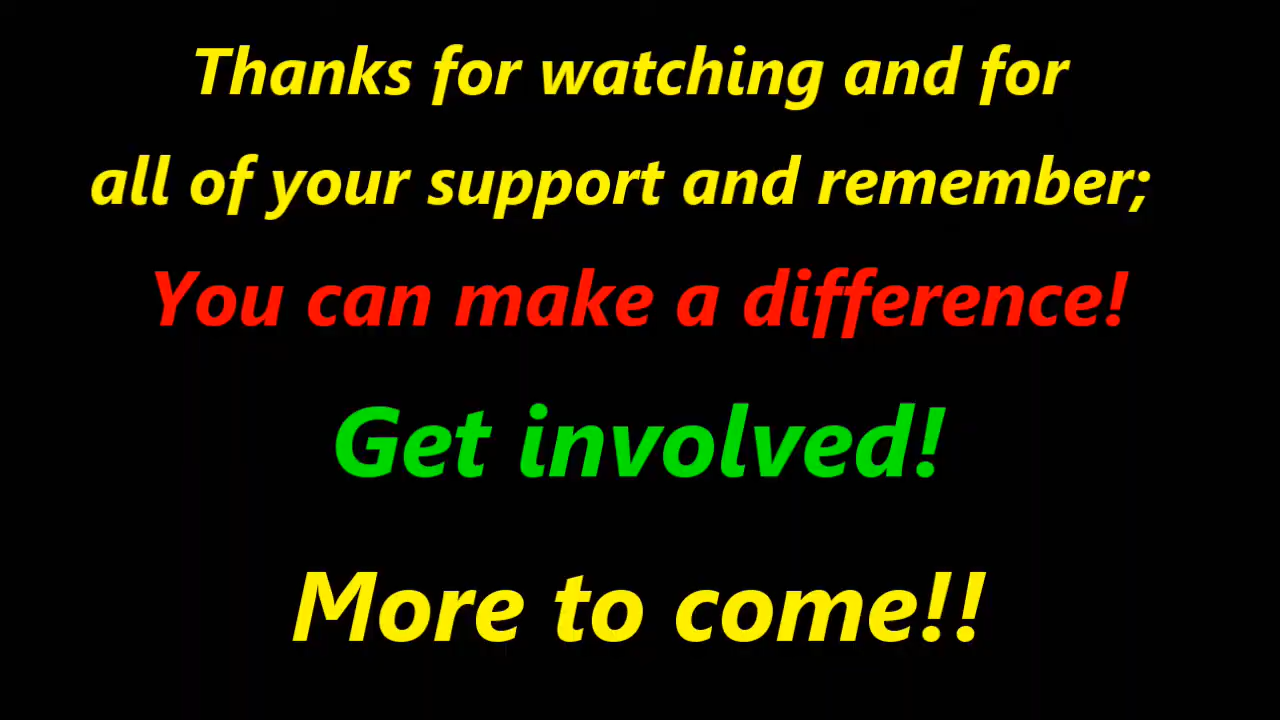 Thanks for watching and for
all of your support and remember;
You can make a difference!
Get involved!
More to come!!